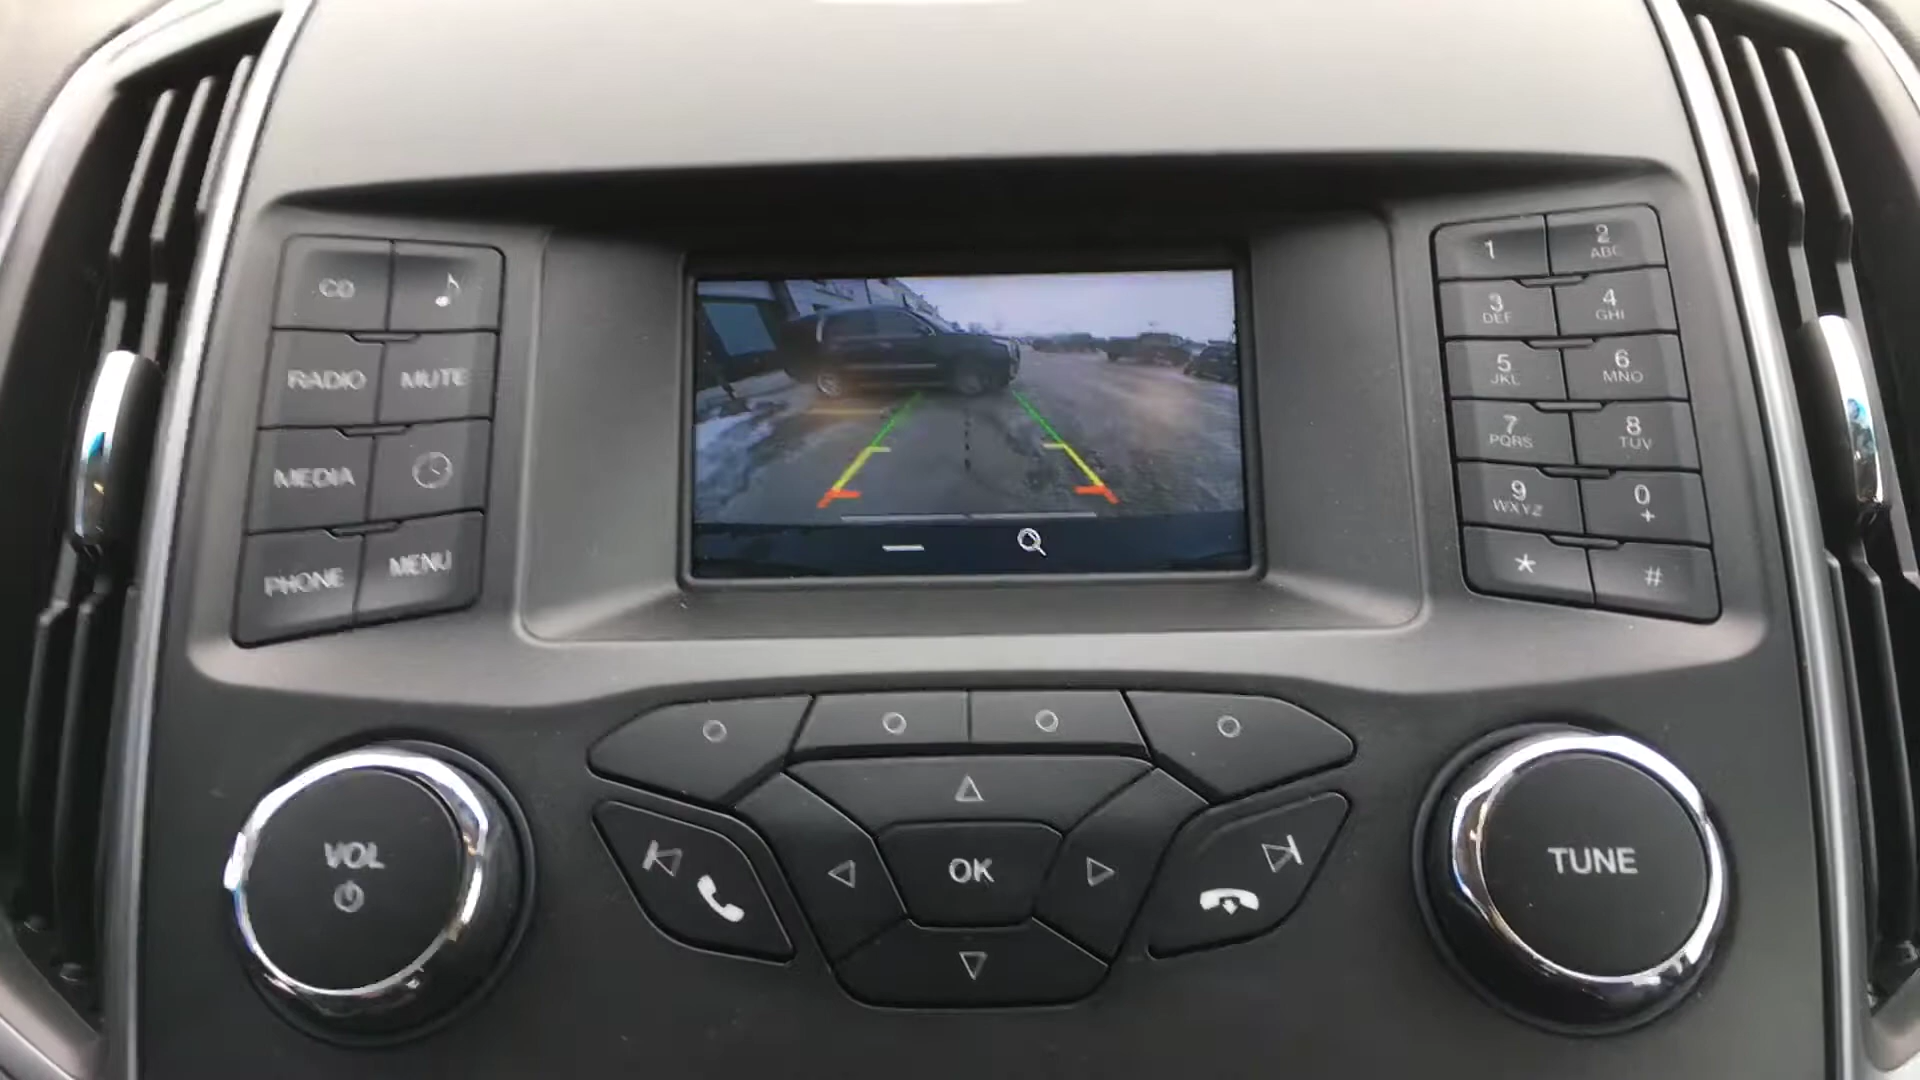 CD
RADIO MUTE
MEDIA
PHONE MENU
1 2
ABC
3 4
DEF GHI
5 6
JKL MNO
7 8
PQRS TUV
9 0
WXYZ +
* #
VOL
OK
TUNE